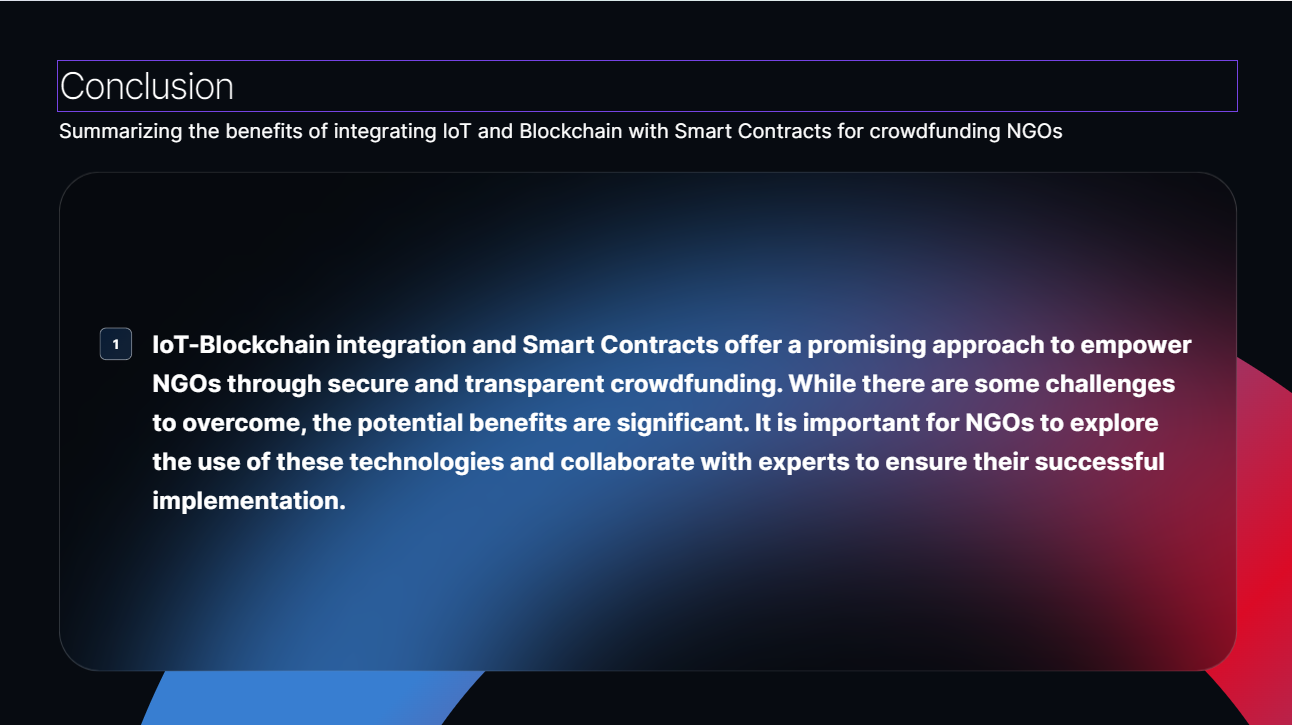 Conclusion
Summarizing the benefits of integrating IoT and Blockchain with Smart Contracts for crowdfunding NGOs
1 IoT-Blockchain integration and Smart Contracts offer a promising approach to empower
NGOs through secure and transparent crowdfunding. While there are some challenges
to overcome, the potential benefits are significant. It is important for NGOs to explore
the use of these technologies and collaborate with experts to ensure their successful
implementation.